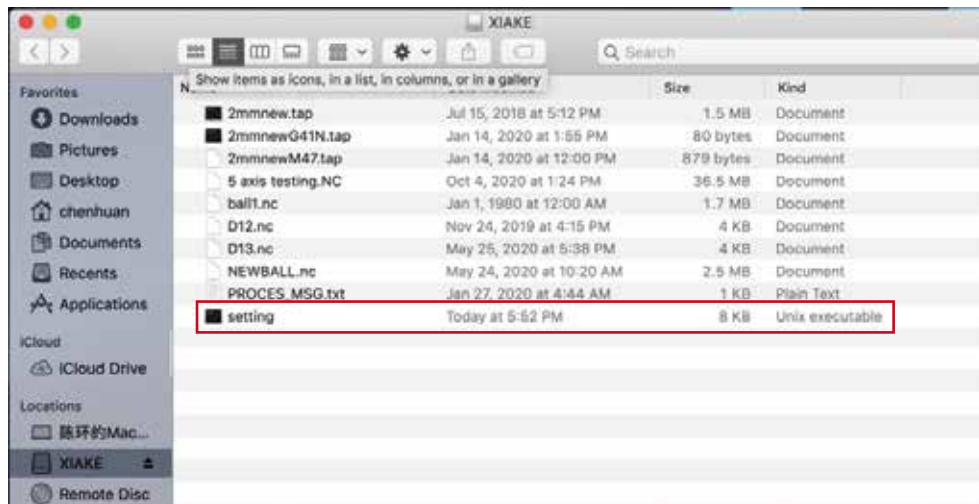 XIAKE
Search
Show items as icons, in a list, in columns, or in a gallery
Size Kind
2mmnew.tap Jul 15, 2018 at 5:12 PM 1.5 MB Document
2mmnewG41N.tap Jan 14, 2020 at 1:55 PM 80 bytes Document
2mmnewM47.tap Jan 14, 2020 at 12:00 PM 879 bytes Document
5 axis testing.NC Oct 4, 2020 at 1:24 PM 36.5 MB Document
ball1.nc Jan 1, 1980 at 12:00 AM 1.7 MB Document
D12.nc Nov 24, 2019 at 4:15 PM 4 KB Document
D13.nc May 25, 2020 at 5:38 PM 4 KB Document
NEWBALL.nc May 24, 2020 at 10:20 AM 2.5 MB Document
PROCES_MSG.txt Jan 27, 2020 at 4:44 AM 1 KB Plain Text
setting Today at 5:52 PM 8 KB Unix executable
Favorites
Downloads
Pictures
Desktop
chenhuan
Documents
Recents
Applications
iCloud
iCloud Drive
Locations
陈环的Mac...
XIAKE
Remote Disc